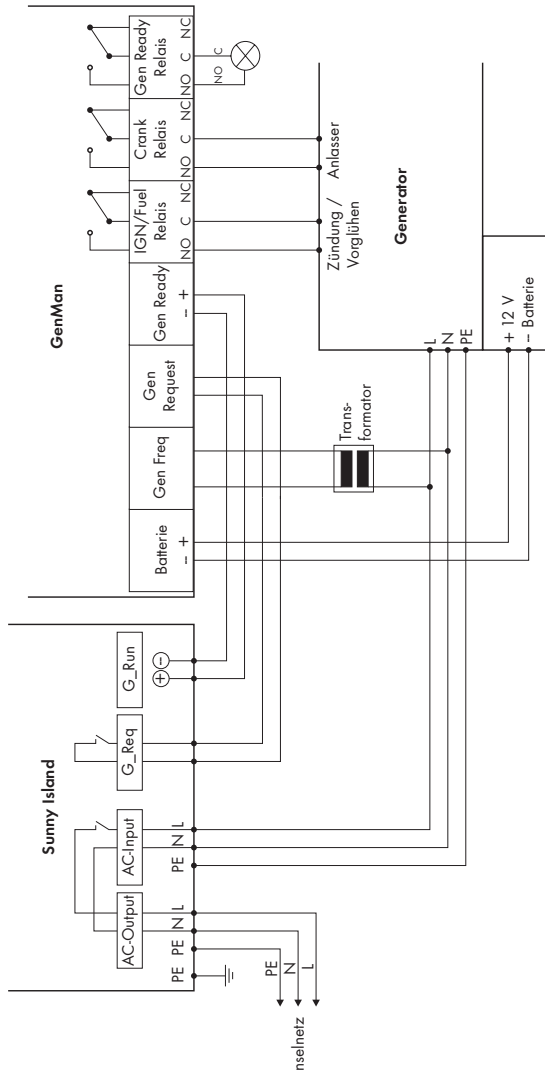 Sunny Island
GenMan
AC-Output
AC-Input
G_Req
G_Run
+ −
PE PE N L
PE N L
Batterie
− +
Gen Freq
Gen
Request
Gen Ready
− +
IGN/Fuel
Relais
NO C NC
Crank
Relais
NO C NC
Gen Ready
Relais
NO C NC
NO C
PE
N
L
nselnetz
Trans-
formator
Zündung /
Vorglühen
Anlasser
Generator
L
N
PE
+ 12 V
− Batterie